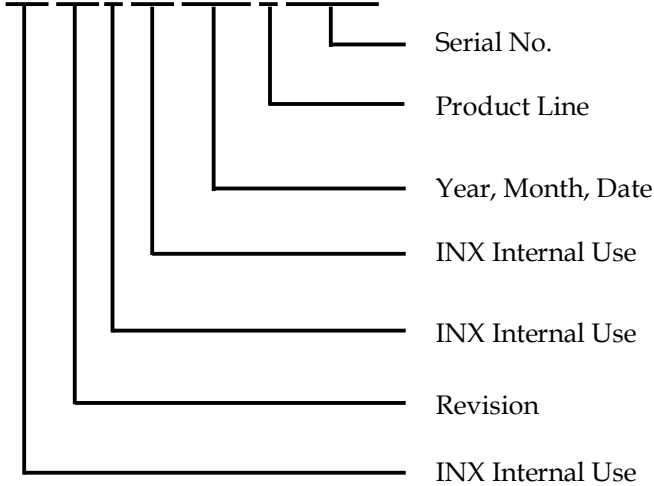 Serial No.
Product Line
Year, Month, Date
INX Internal Use
INX Internal Use
Revision
INX Internal Use